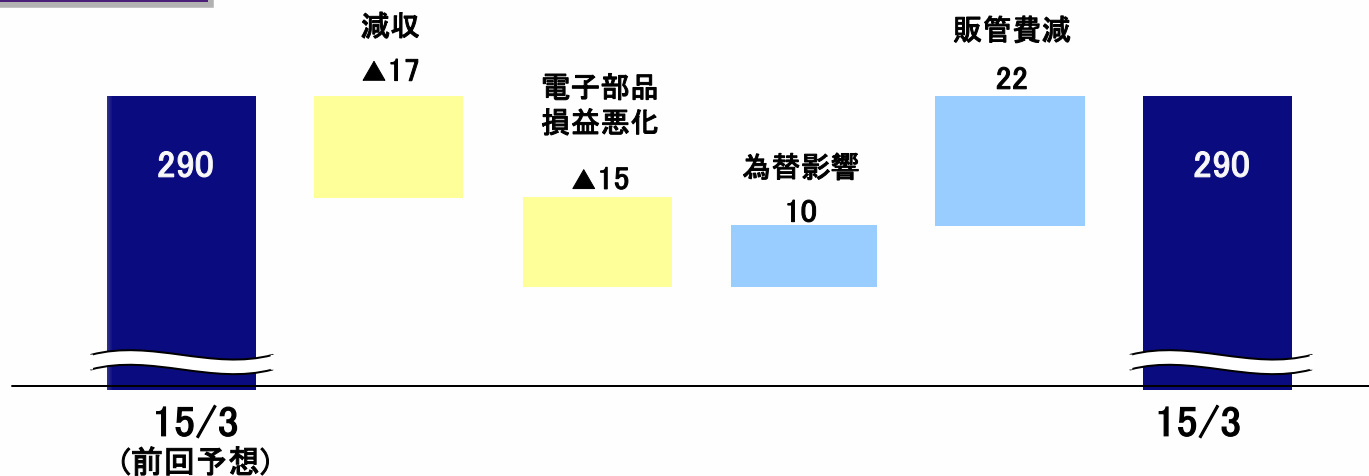 減収
▲17
電子部品
損益悪化
▲15
為替影響
10
販管費減
22
290
290
15/3
(前回予想)
15/3